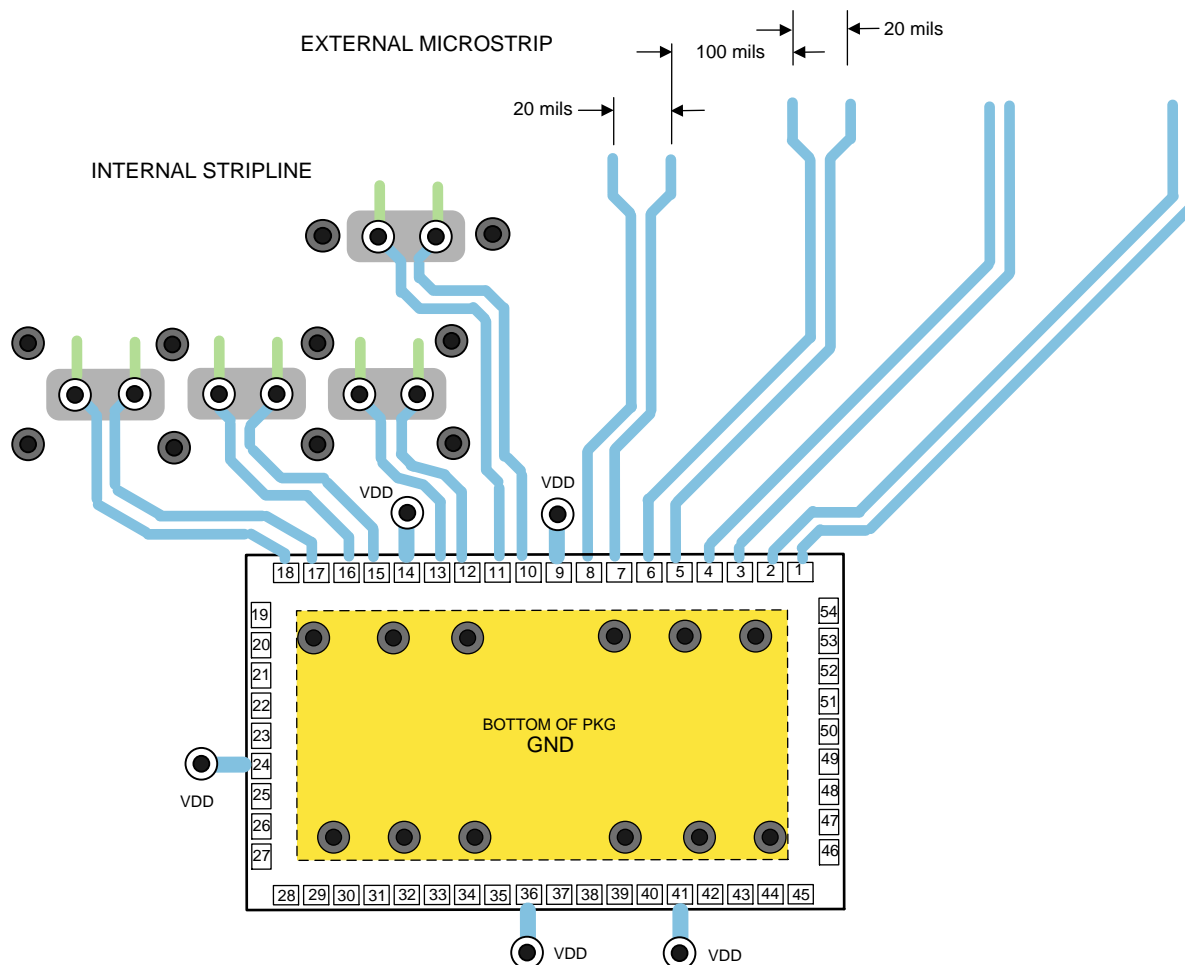 EXTERNAL MICROSTRIP
20 mils
100 mils
20 mils
INTERNAL STRIPLINE
VDD
VDD
18 17 16 15 14 13 12 11 10 9 8 7 6 5 4 3 2 1
19
20
21
22
23
24
25
26
27
54
53
52
51
50
49
48
47
46
BOTTOM OF PKG
GND
VDD
28 29 30 31 32 33 34 35 36 37 38 39 40 41 42 43 44 45
VDD
VDD